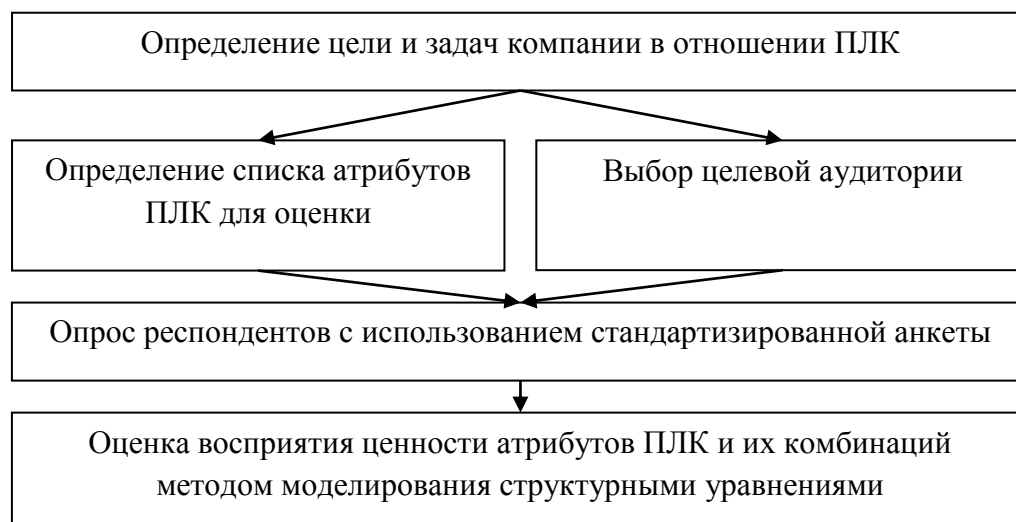 Определение цели и задач компании в отношении ПЛК
Определение списка атрибутов
ПЛК для оценки
Выбор целевой аудитории
Опрос респондентов с использованием стандартизированной анкеты
Оценка восприятия ценности атрибутов ПЛК и их комбинаций
методом моделирования структурными уравнениями